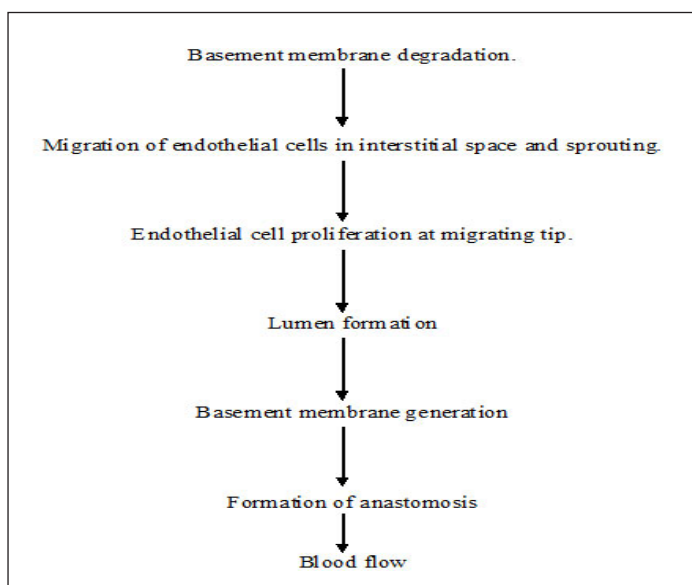 Basement membrane degradation.
Migration of endothelial cells in interstitial space and sprouting.
Endothelial cell proliferation at migrating tip.
Lumen formation
Basement membrane generation
Formation of anastomosis
Blood flow